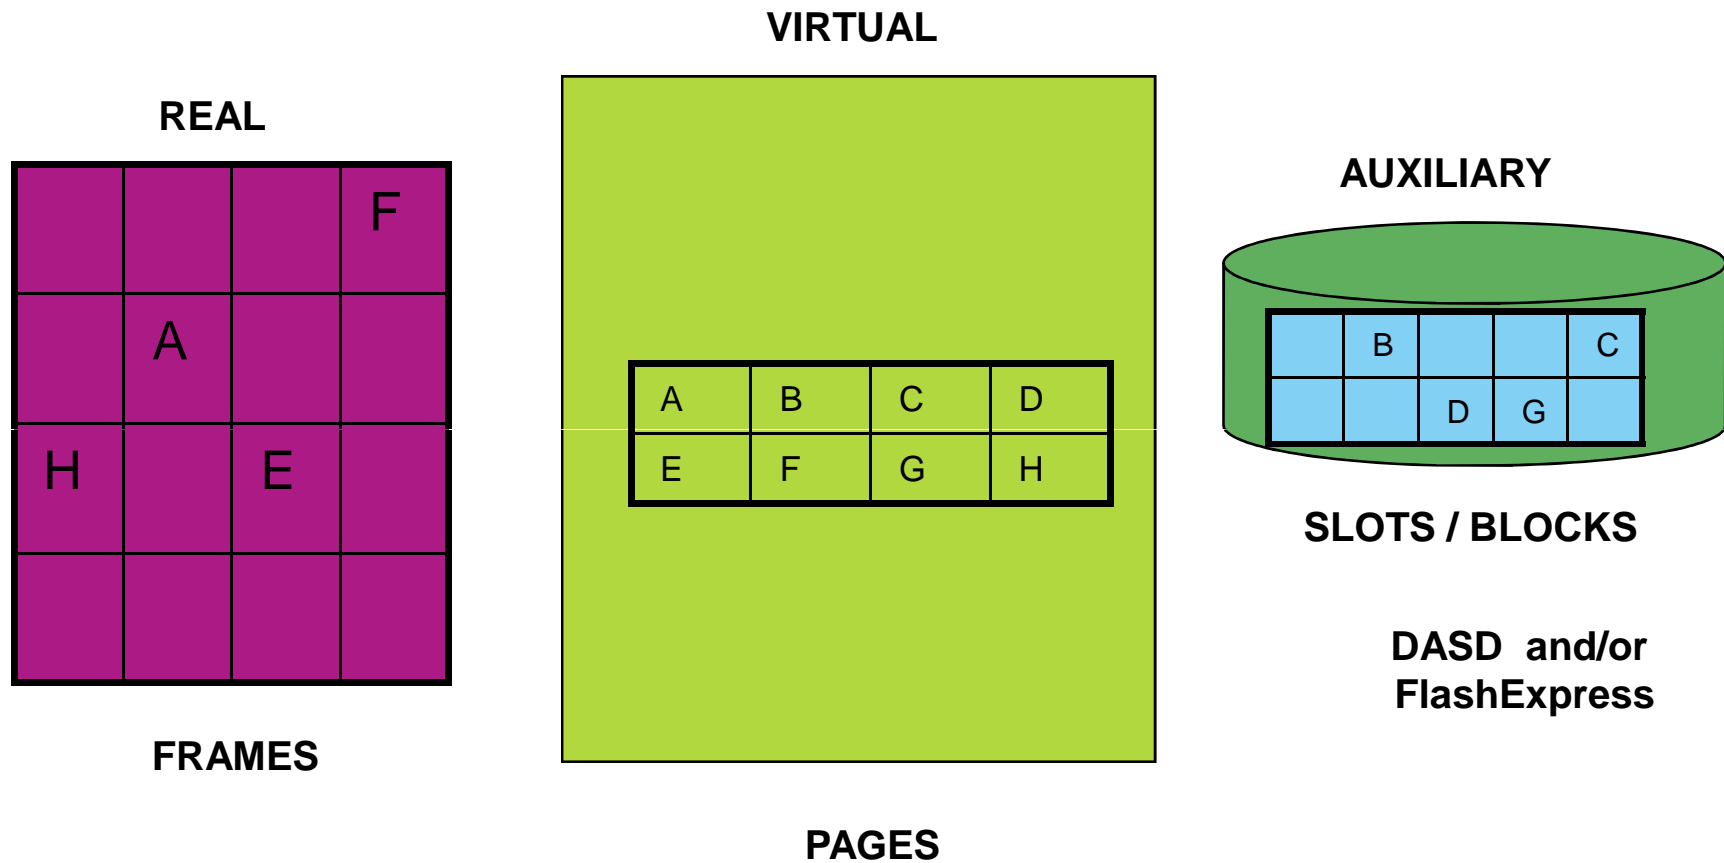 VIRTUAL
REAL
F
A
H E
FRAMES
A B C D
E F G H
PAGES
AUXILIARY
B C
D G
SLOTS / BLOCKS
DASD and/or
FlashExpress